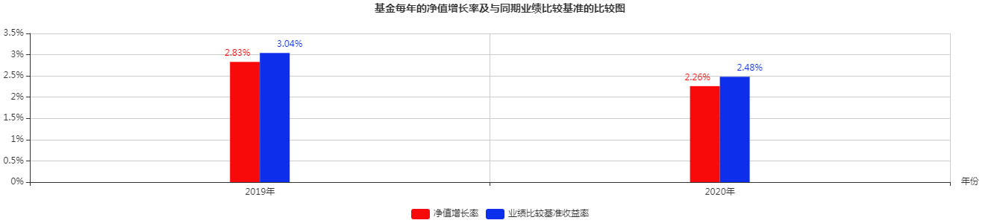 基金每年的净值增长率及与同期业绩比较基准的比较图
3.5%
3%
2.5%
2%
1.5%
1%
0.5%
0%
2.83%
3.04%
2.26%
2.48%
2019年
2020年
年份
净值增长率
业绩比较基准收益率